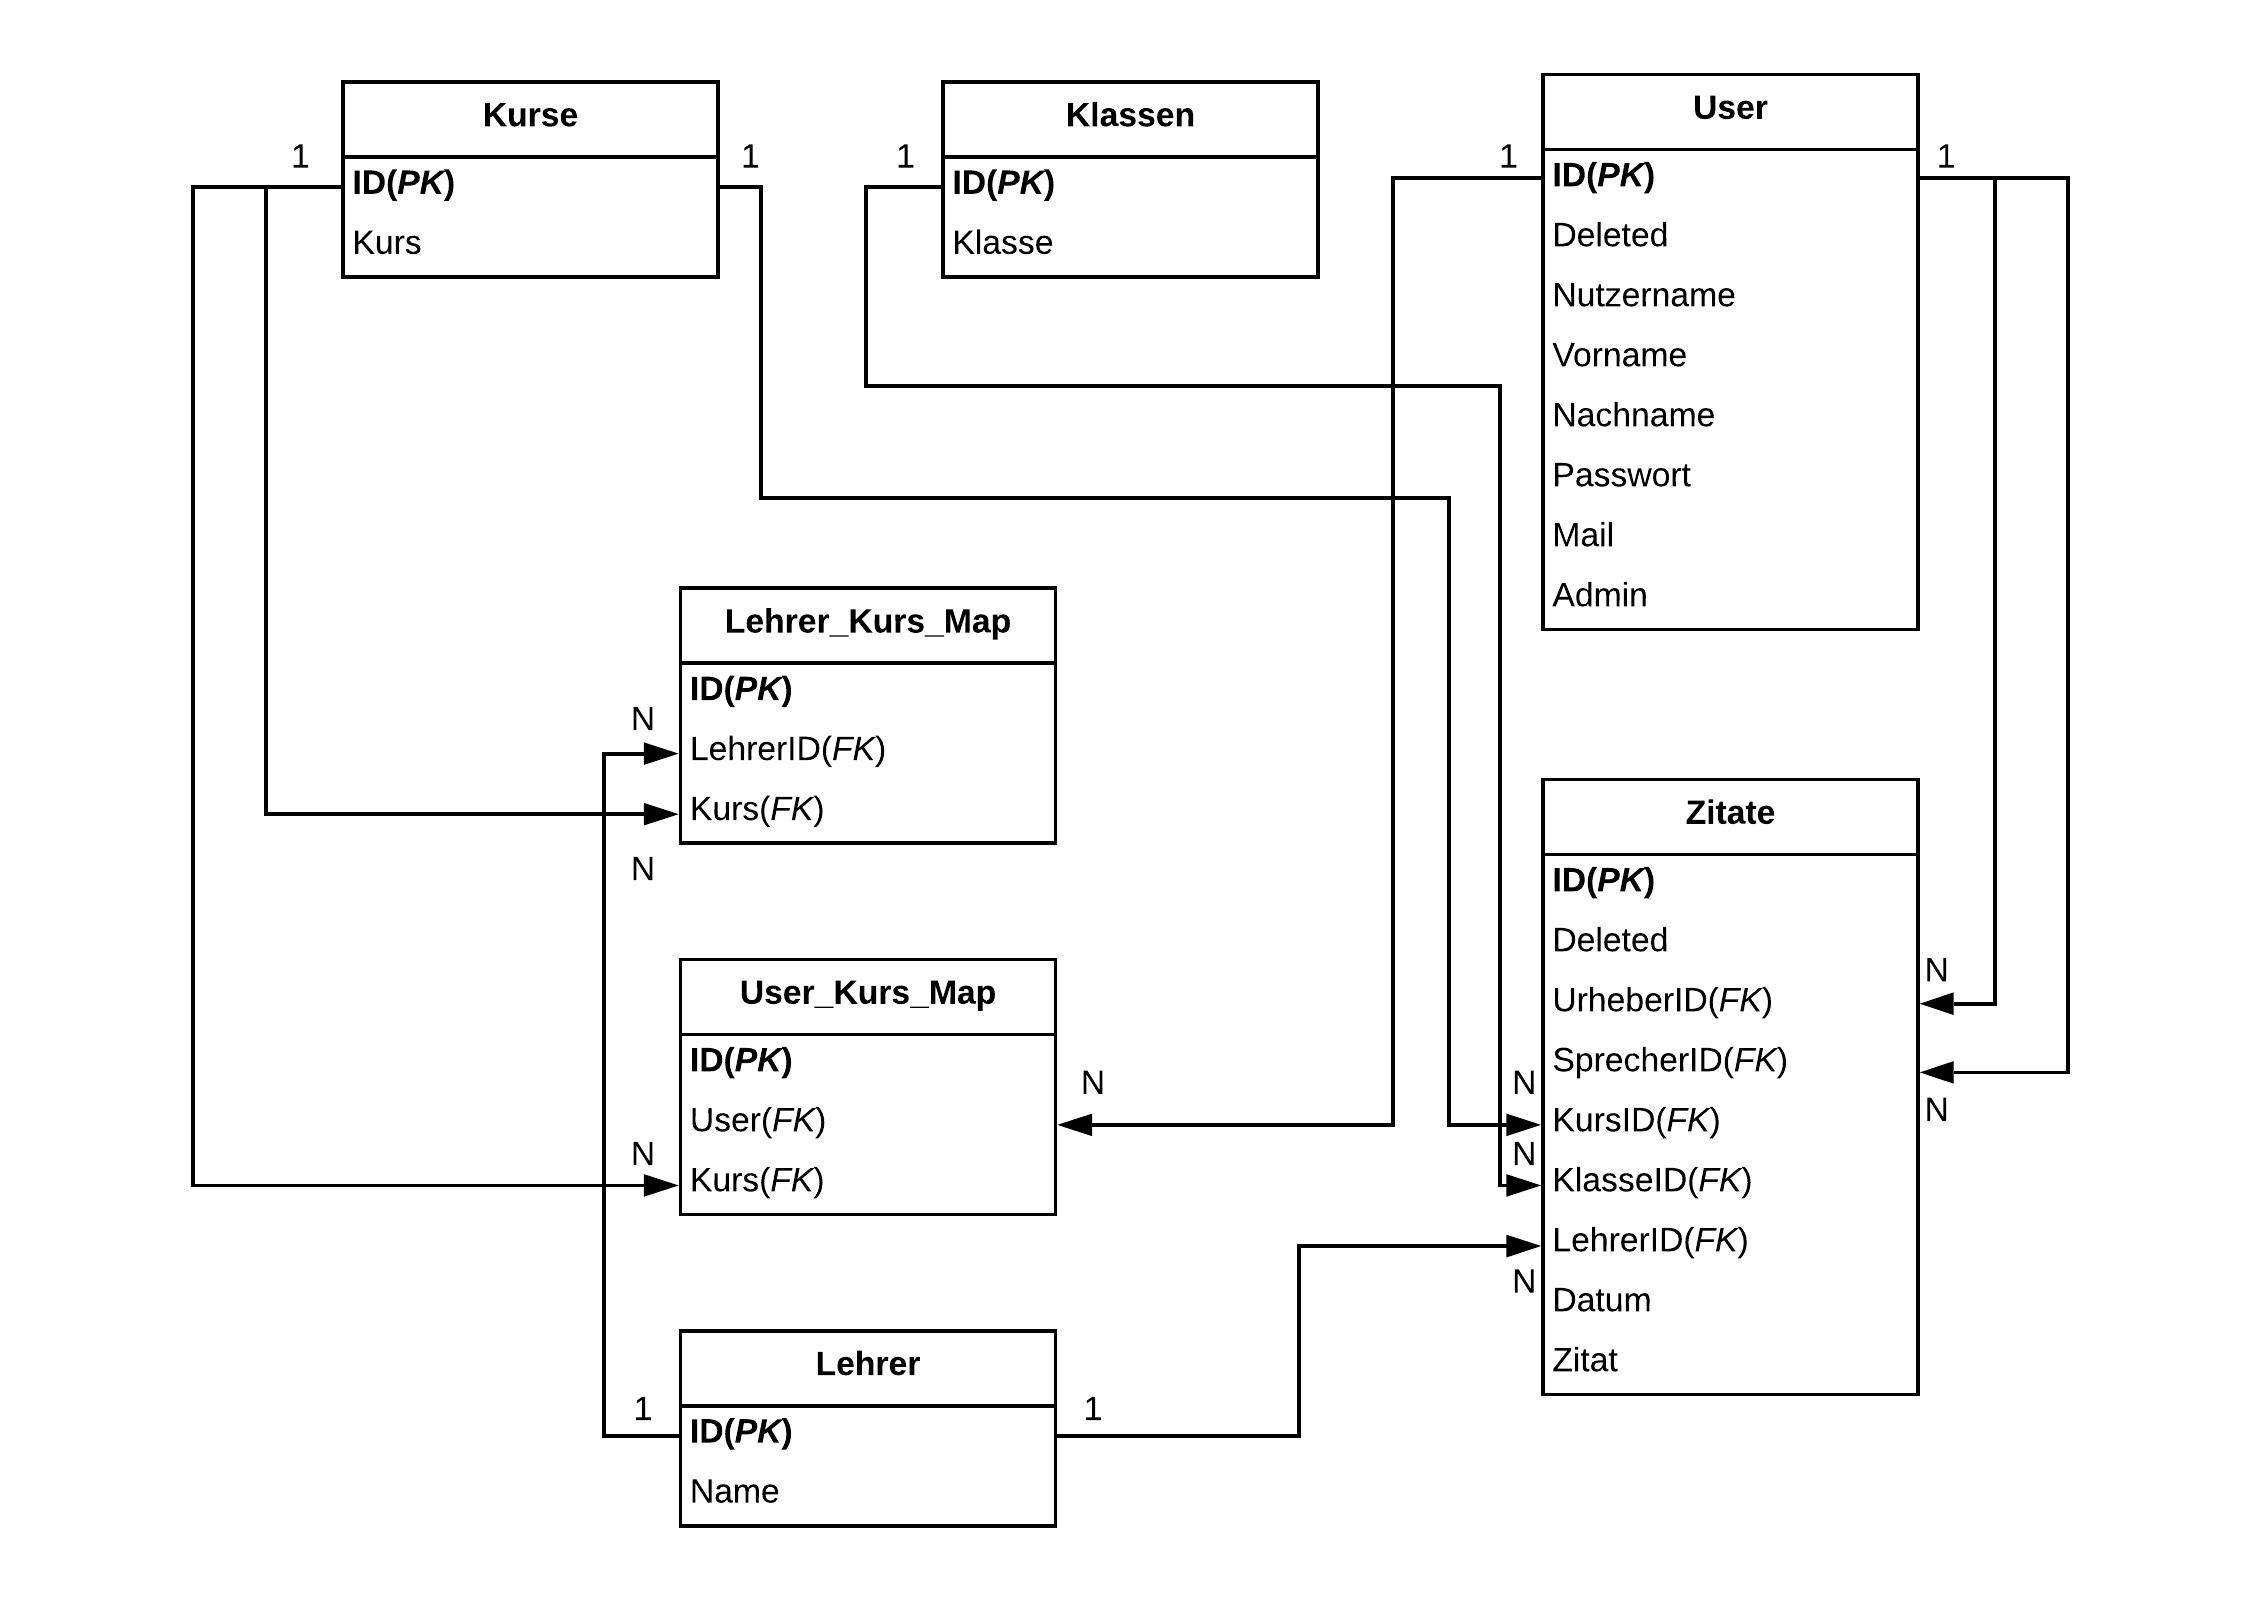 Kurse
1
1
ID(PK)
Kurs
Klassen
1
ID(PK)
Klasse
User
1
1
ID(PK)
Deleted
Nutzername
Vorname
Nachname
Passwort
Mail
Admin
Lehrer_Kurs_Map
ID(PK)
N
LehrerID(FK)
Kurs(FK)
N
User_Kurs_Map
ID(PK)
N
User(FK)
N
Kurs(FK)
Lehrer
1
1
ID(PK)
Name
Zitate
ID(PK)
Deleted
N
UrheberID(FK)
SprecherID(FK)
N
N
KursID(FK)
N
KlasseID(FK)
LehrerID(FK)
N
Datum
Zitat